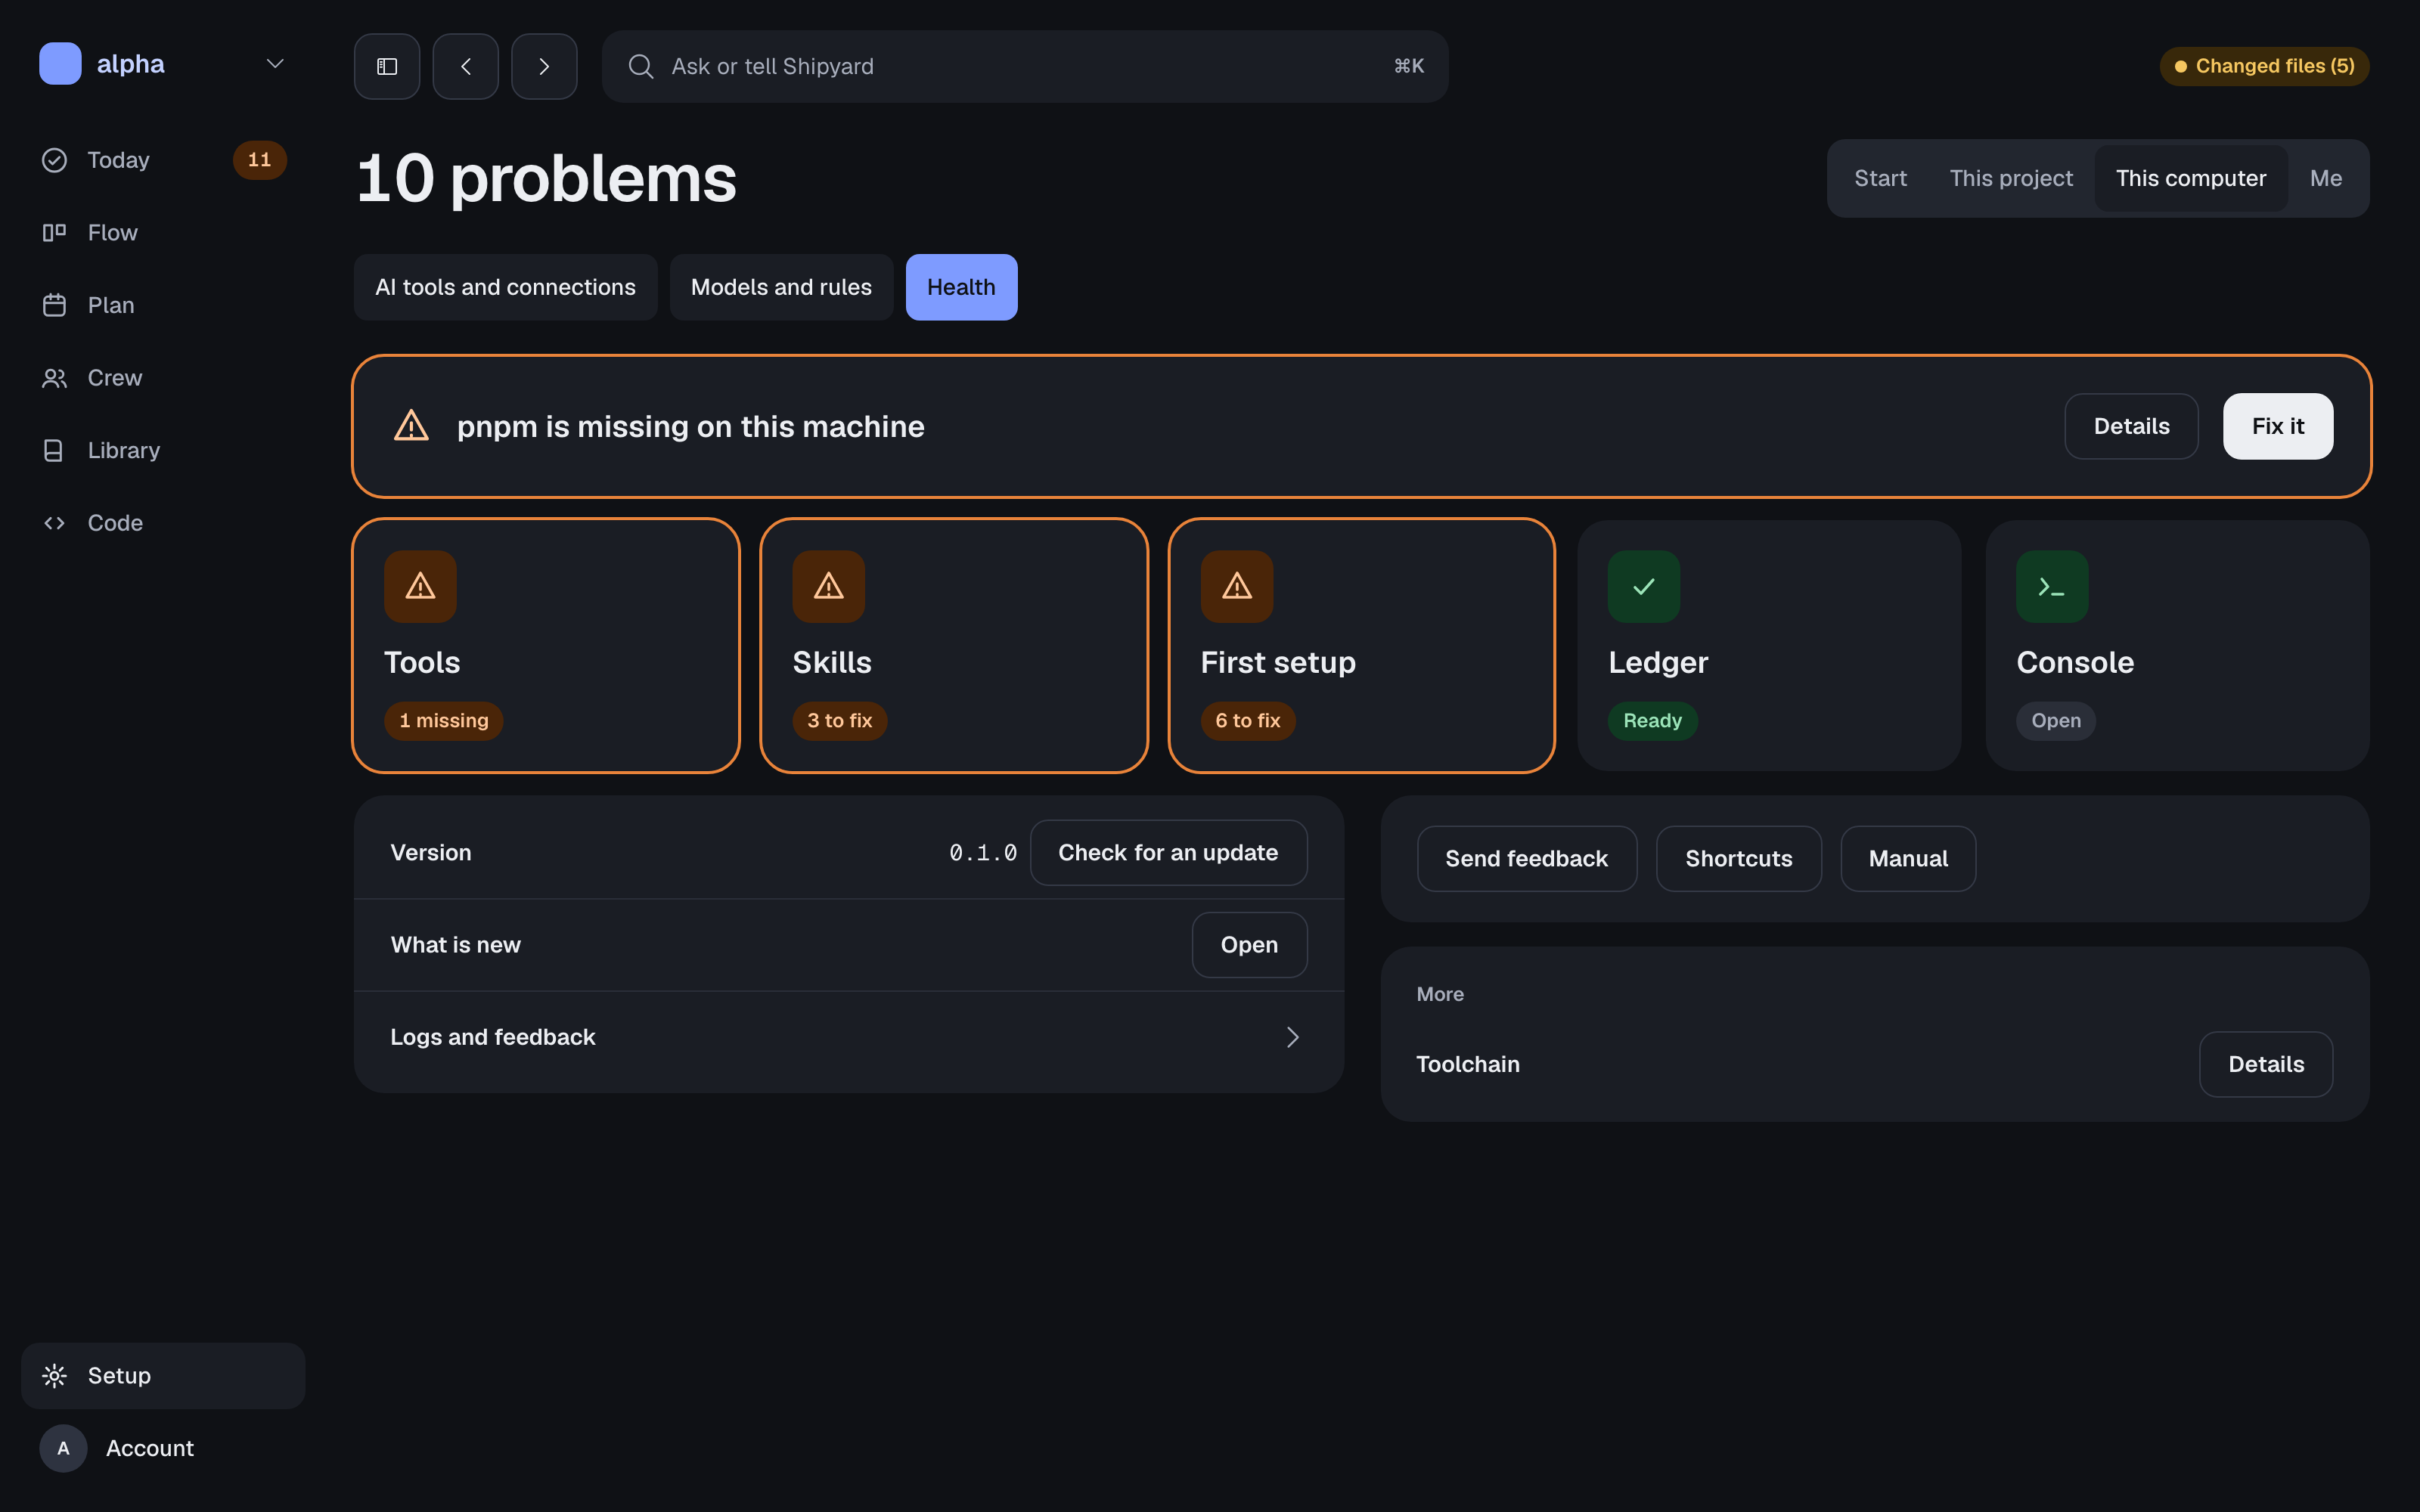 alpha
Ask or tell Shipyard ⌘K
Changed files (5)
Today 11
Flow
Plan
Crew
Library
Code
10 problems
Start This project This computer Me
AI tools and connections Models and rules Health
pnpm is missing on this machine Details Fix it
Tools
1 missing
Skills
3 to fix
First setup
6 to fix
Ledger
Ready
Console
Open
Version 0.1.0 Check for an update
What is new Open
Logs and feedback
Send feedback Shortcuts Manual
More
Toolchain Details
Setup
A Account